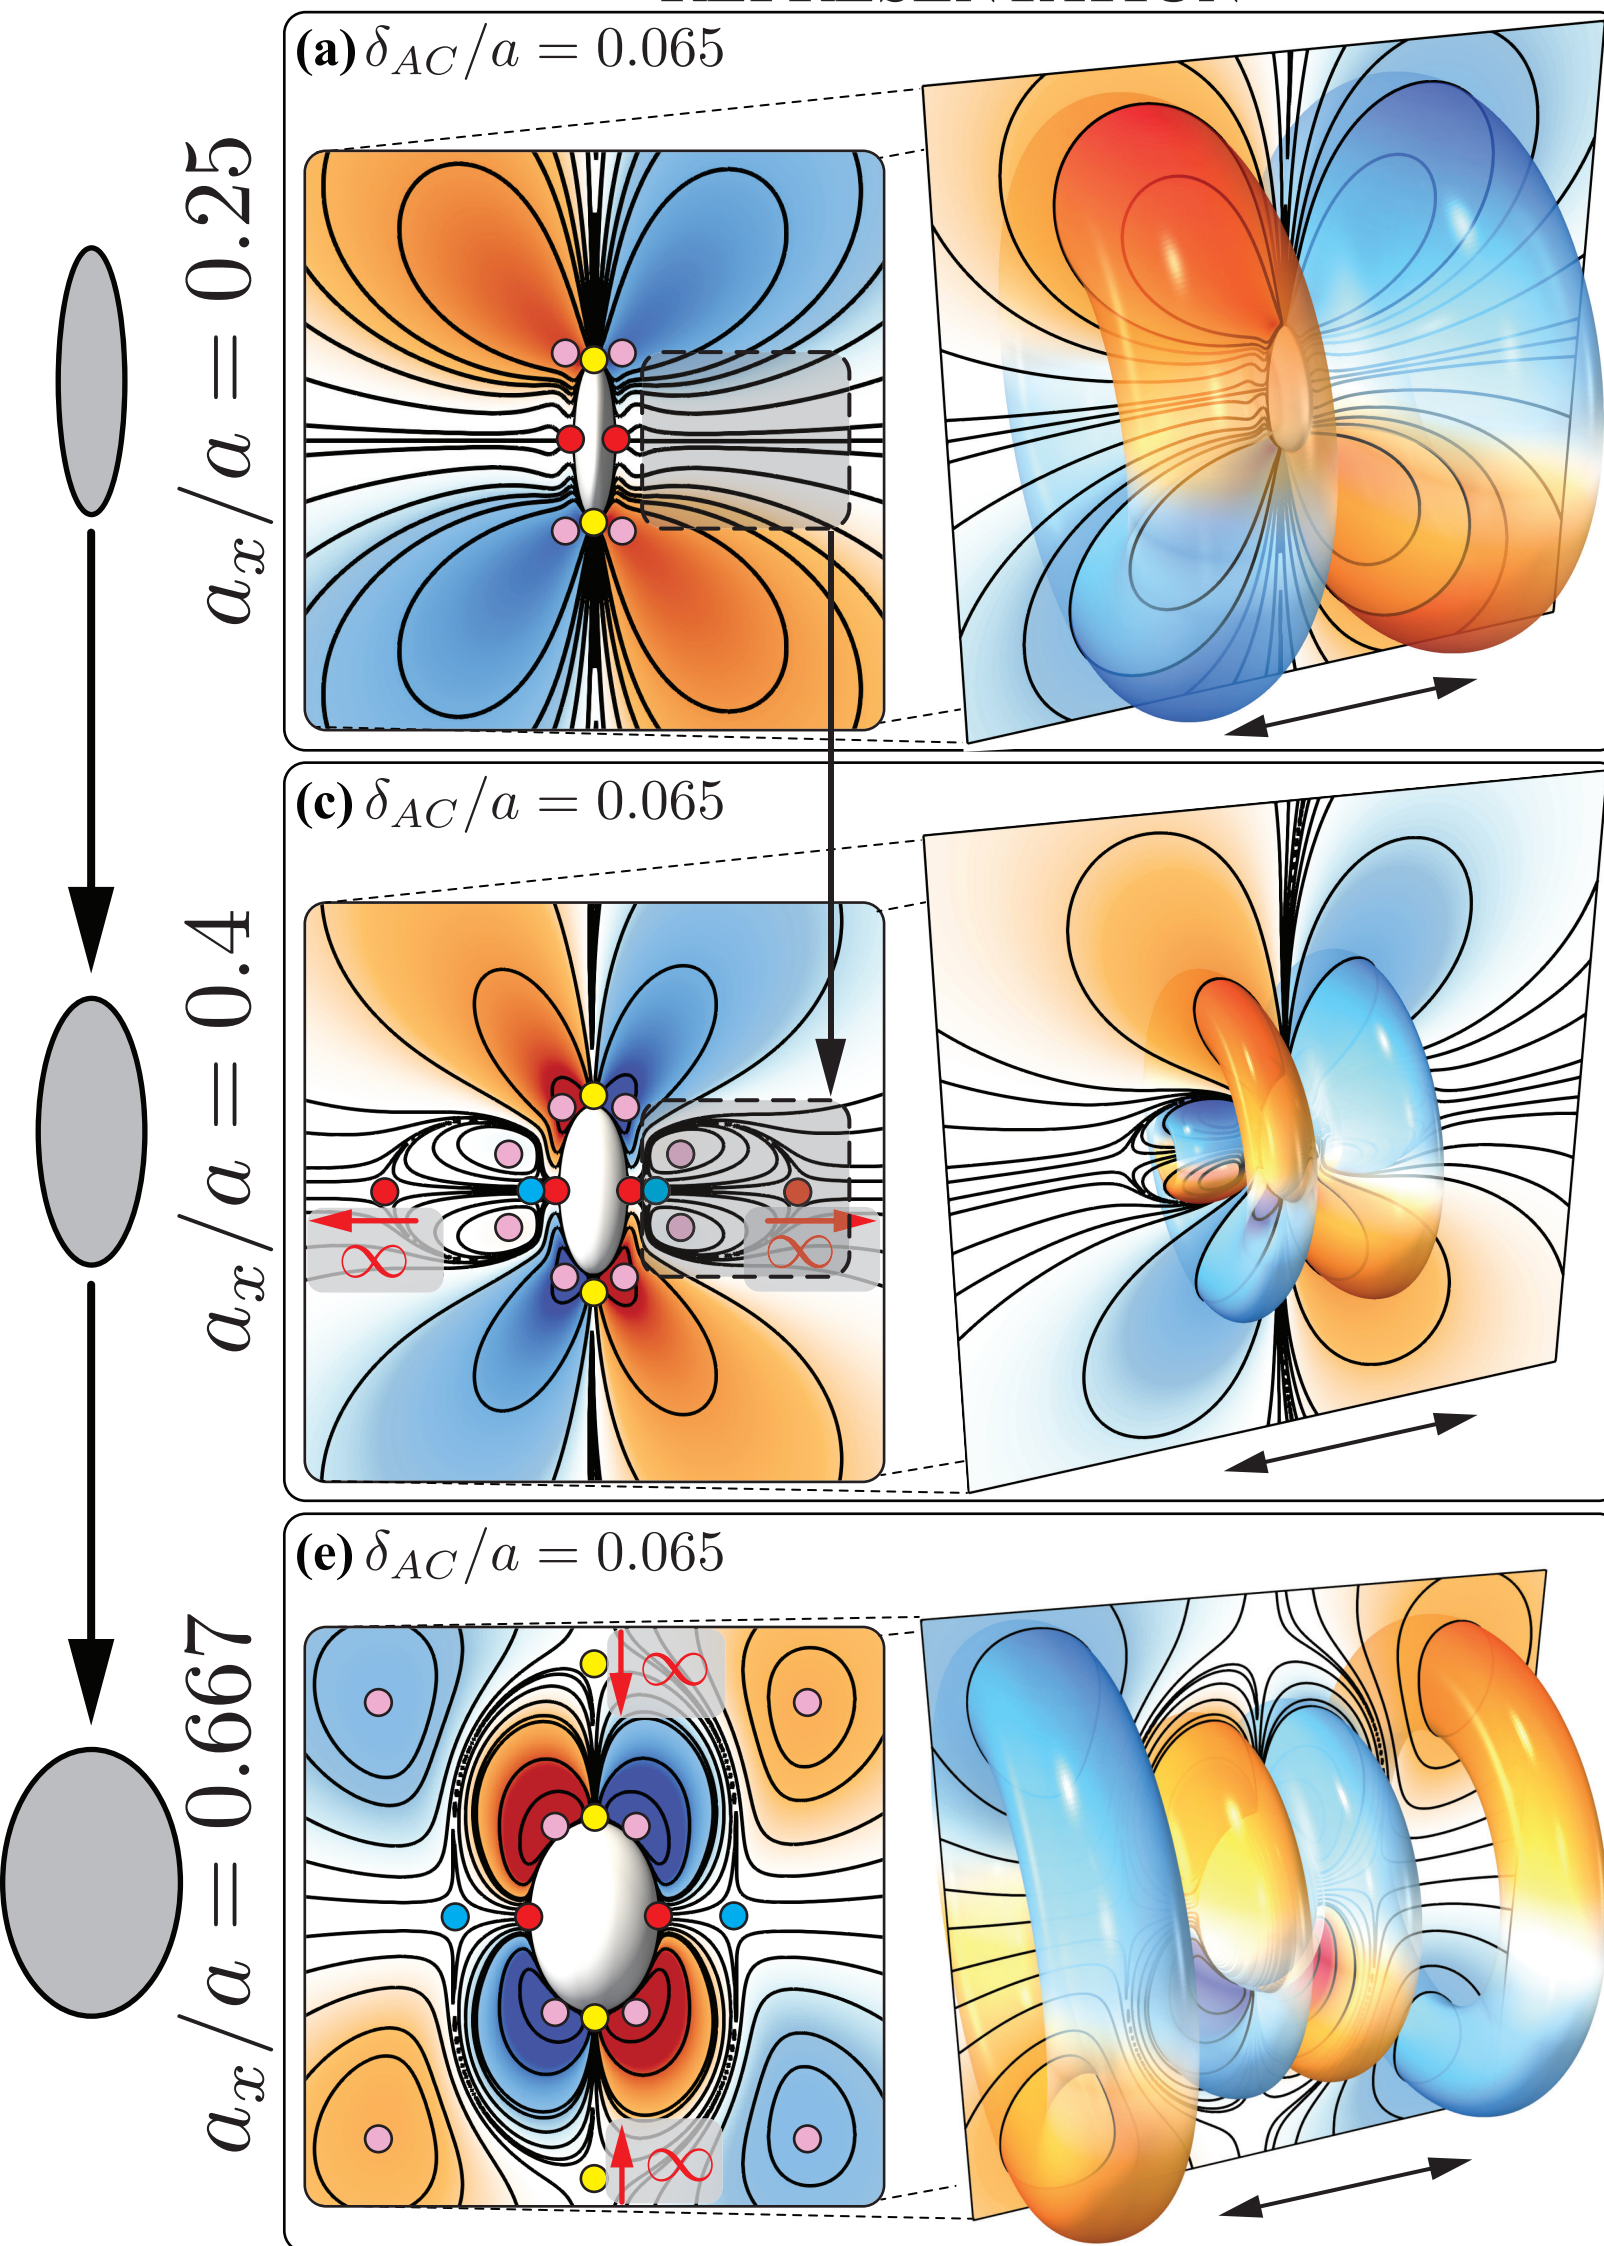 (a) δ_{AC}/a = 0.065
a_x/a = 0.25
(c) δ_{AC}/a = 0.065
a_x/a = 0.4
∞
∞
(e) δ_{AC}/a = 0.065
a_x/a = 0.667
∞
∞